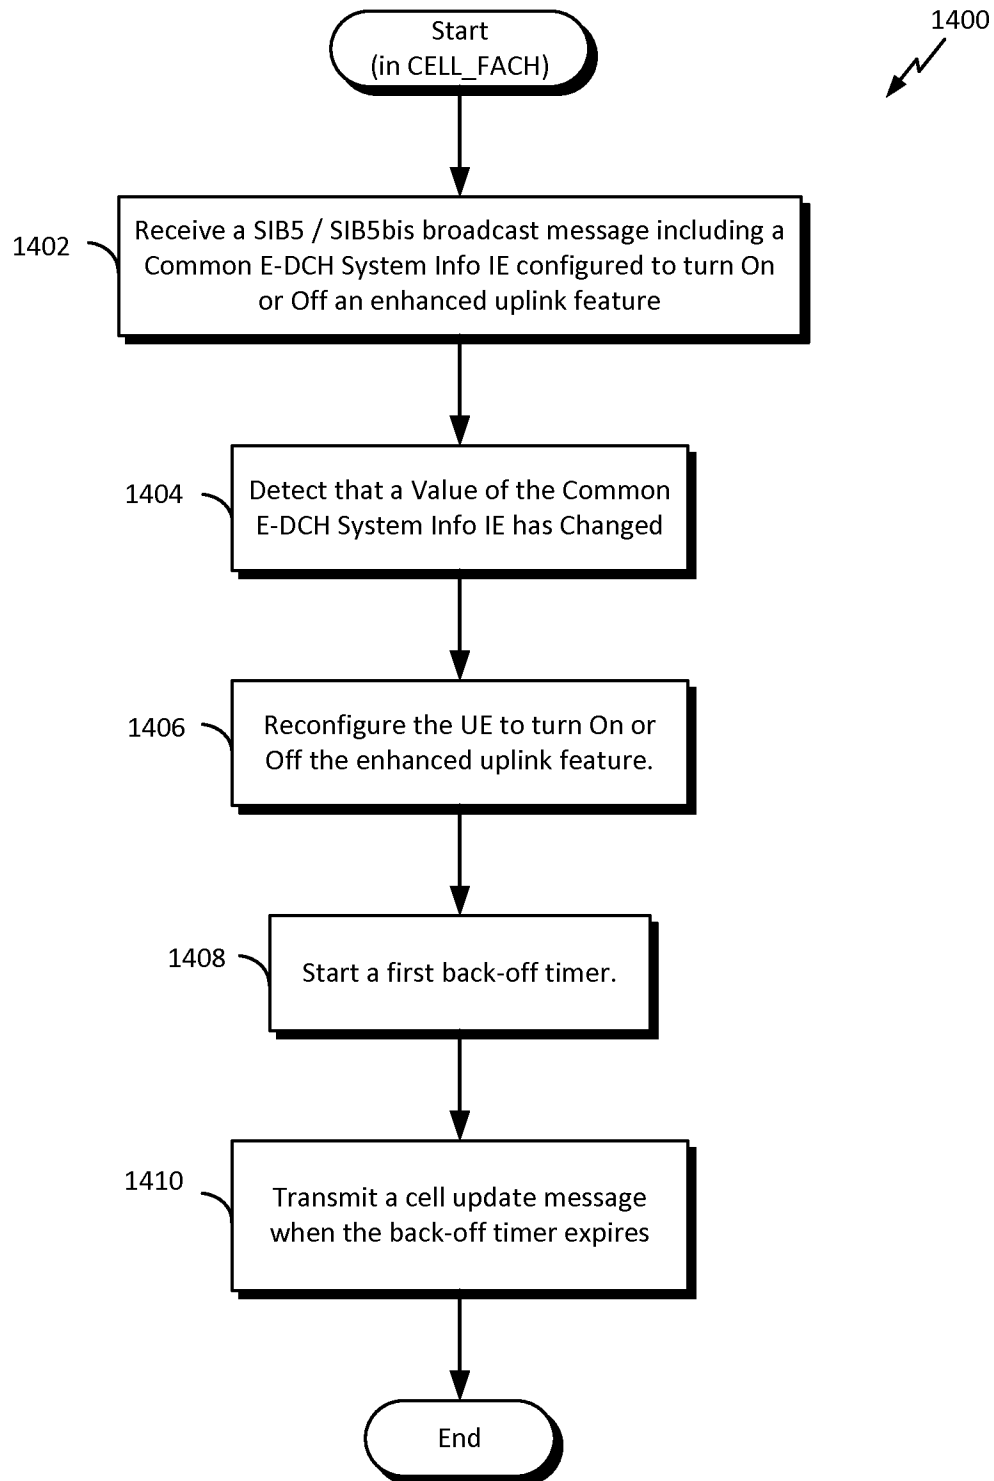 Start
(in CELL_FACH)
1400
1402
Receive a SIB5 / SIB5bis broadcast message including a
Common E-DCH System Info IE configured to turn On
or Off an enhanced uplink feature
1404
Detect that a Value of the Common
E-DCH System Info IE has Changed
1406
Reconfigure the UE to turn On or
Off the enhanced uplink feature.
1408
Start a first back-off timer.
1410
Transmit a cell update message
when the back-off timer expires
End